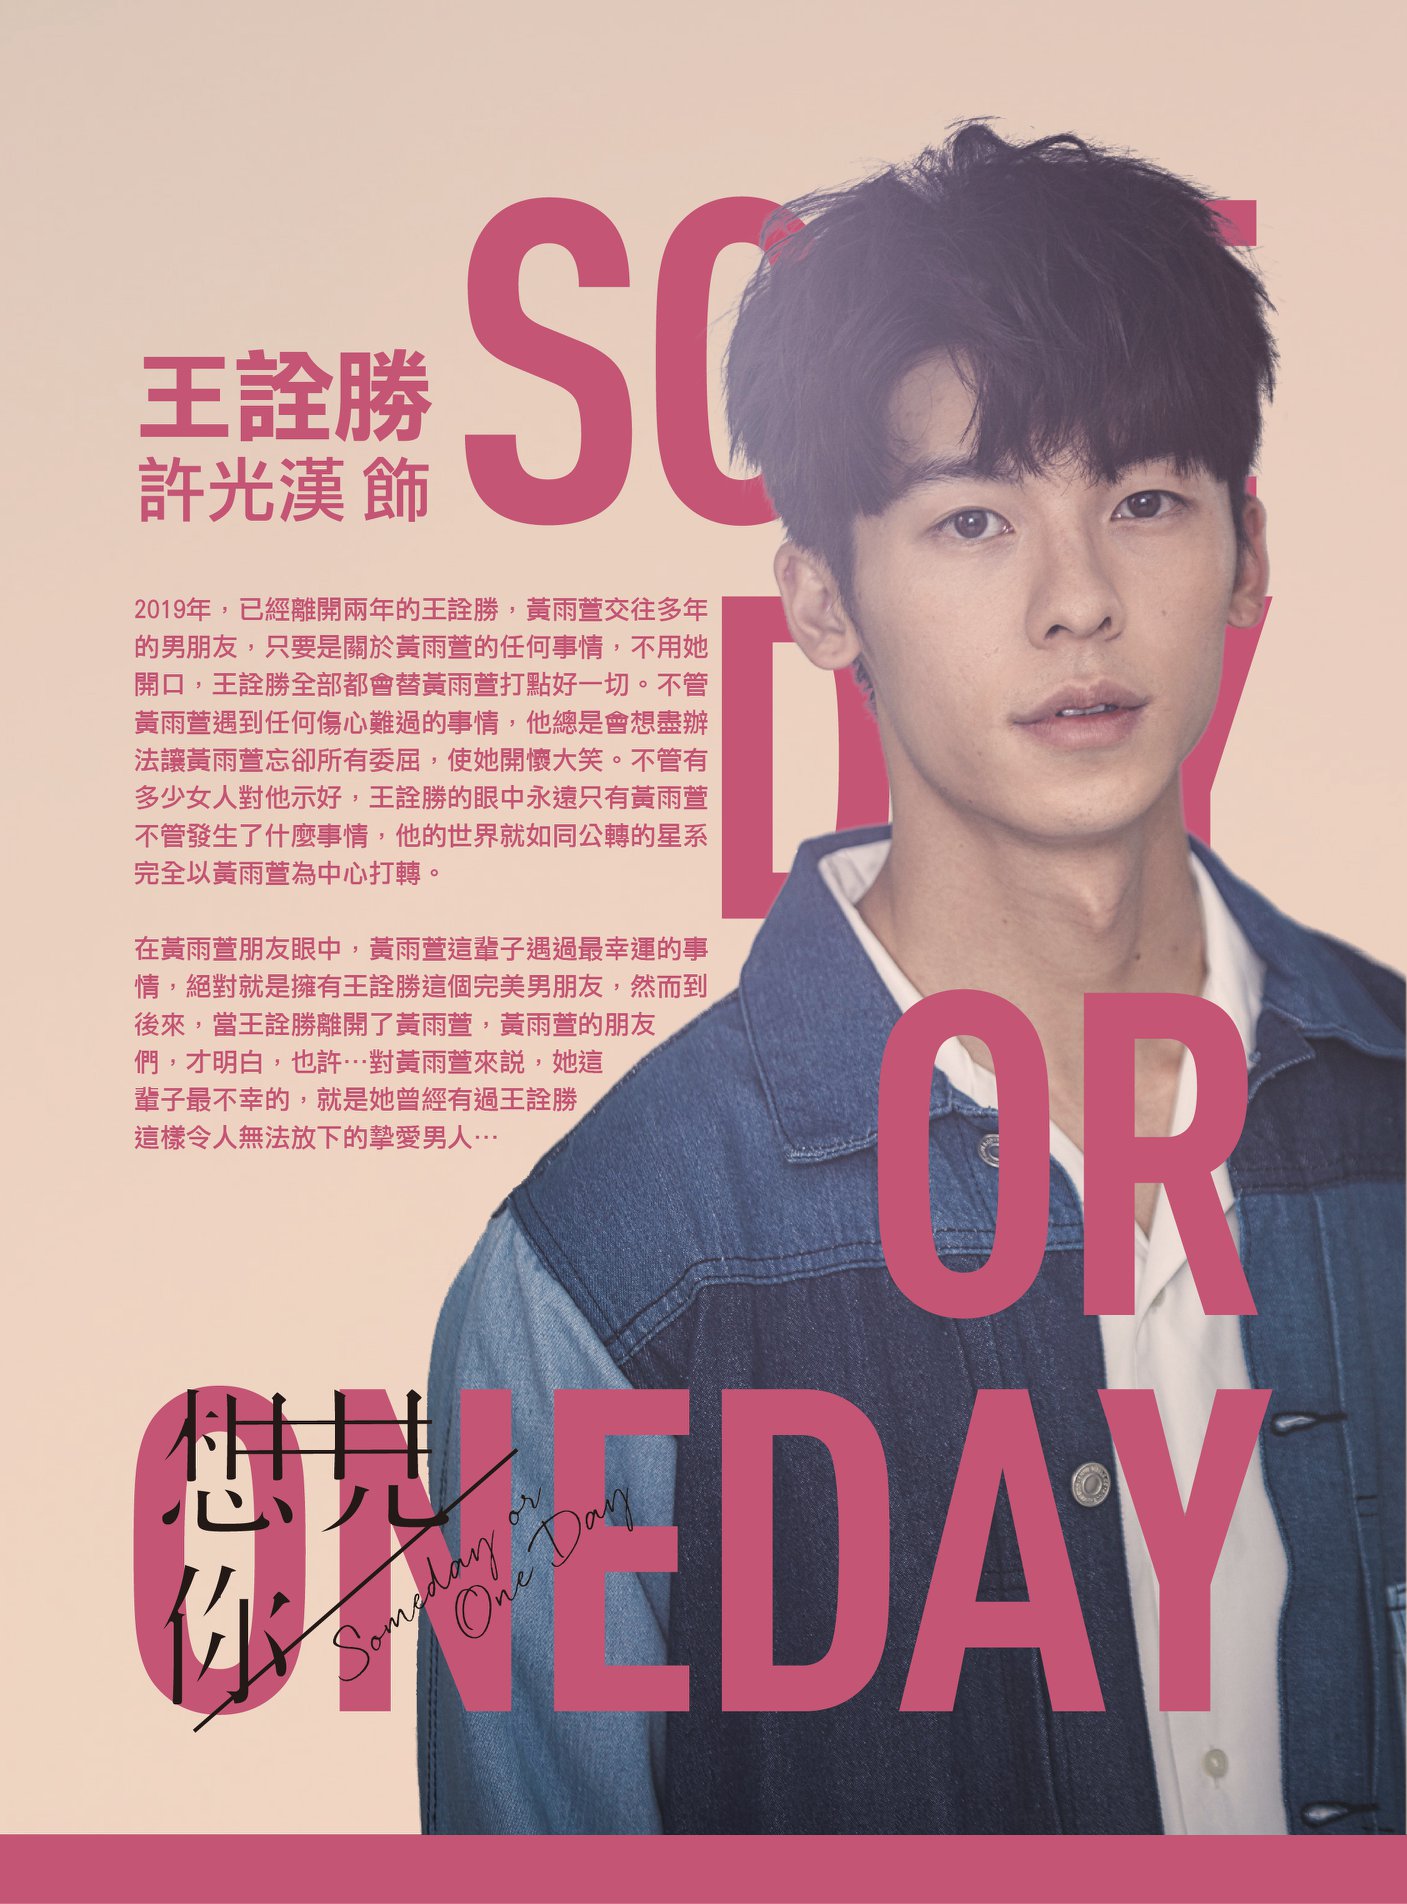 SOME
DAY
OR
ONEDAY
王詮勝
許光漢 飾
2019年，已經離開兩年的王詮勝，黃雨萱交往多年
的男朋友，只要是關於黃雨萱的任何事情，不用她
開口，王詮勝全部都會替黃雨萱打點好一切。不管
黃雨萱遇到任何傷心難過的事情，他總是會想盡辦
法讓黃雨萱忘卻所有委屈，使她開懷大笑。不管有
多少女人對他示好，王詮勝的眼中永遠只有黃雨萱
不管發生了什麼事情，他的世界就如同公轉的星系
完全以黃雨萱為中心打轉。
在黃雨萱朋友眼中，黃雨萱這輩子遇過最幸運的事
情，絕對就是擁有王詮勝這個完美男朋友，然而到
後來，當王詮勝離開了黃雨萱，黃雨萱的朋友
們，才明白，也許⋯對黃雨萱來說，她這
輩子最不幸的，就是她曾經有過王詮勝
這樣令人無法放下的摯愛男人⋯
想見
你
Someday or
One Day